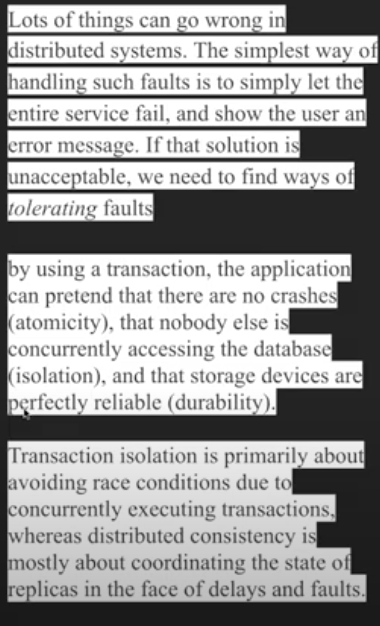 Lots of things can go wrong in
distributed systems. The simplest way of
handling such faults is to simply let the
entire service fail, and show the user an
error message. If that solution is
unacceptable, we need to find ways of
tolerating faults
by using a transaction, the application
can pretend that there are no crashes
(atomicity), that nobody else is
concurrently accessing the database
(isolation), and that storage devices are
perfectly reliable (durability).
Transaction isolation is primarily about
avoiding race conditions due to
concurrently executing transactions,
whereas distributed consistency is
mostly about coordinating the state of
replicas in the face of delays and faults.